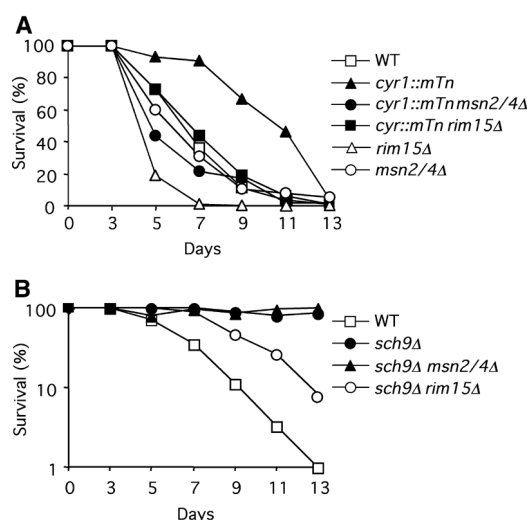 A
100
80
60
40
20
0
Survival (%)
0 3 5 7 9 11 13
Days
WT
cyr1::mTn
cyr1::mTn msn2/4Δ
cyr::mTn rim15Δ
rim15Δ
msn2/4Δ
B
100
10
1
Survival (%)
0 3 5 7 9 11 13
Days
WT
sch9Δ
sch9Δ msn2/4Δ
sch9Δ rim15Δ